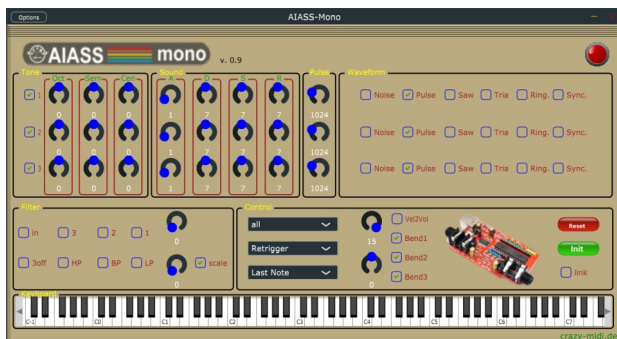 Options AIASS-Mono
AIASS mono v. 0.9
Tone Sound Pulse Waveform
Oct Sem Cen A D S R
1 Noise Pulse Saw Tria Ring. Sync.
0 0 0 1 7 7 7 1024
2 Noise Pulse Saw Tria Ring. Sync.
0 0 0 1 7 7 7 1024
3 Noise Pulse Saw Tria Ring. Sync.
0 0 0 1 7 7 7 1024
Filter Control
in 3 2 1 0 all 15 Vel2Vol Reset
Bend1
3off HP BP LP 0 scale Retrigger Bend2 Init
Last Note 0 Bend3 link
Keyboard
C-1 C0 C1 C2 C3 C4 C5 C6 C7
crazy-midi.de